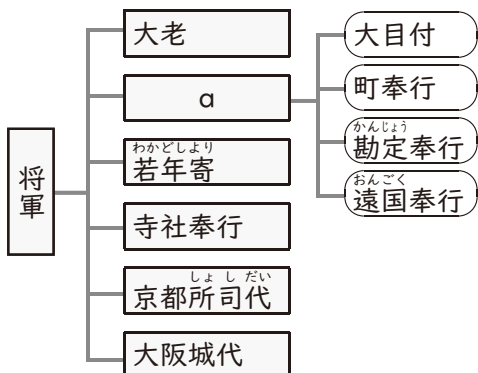 将軍
大老
a
わかどしより
若年寄
寺社奉行
しょしだい
京都所司代
大阪城代
大目付
町奉行
かんじょう
勘定奉行
おんごく
遠国奉行